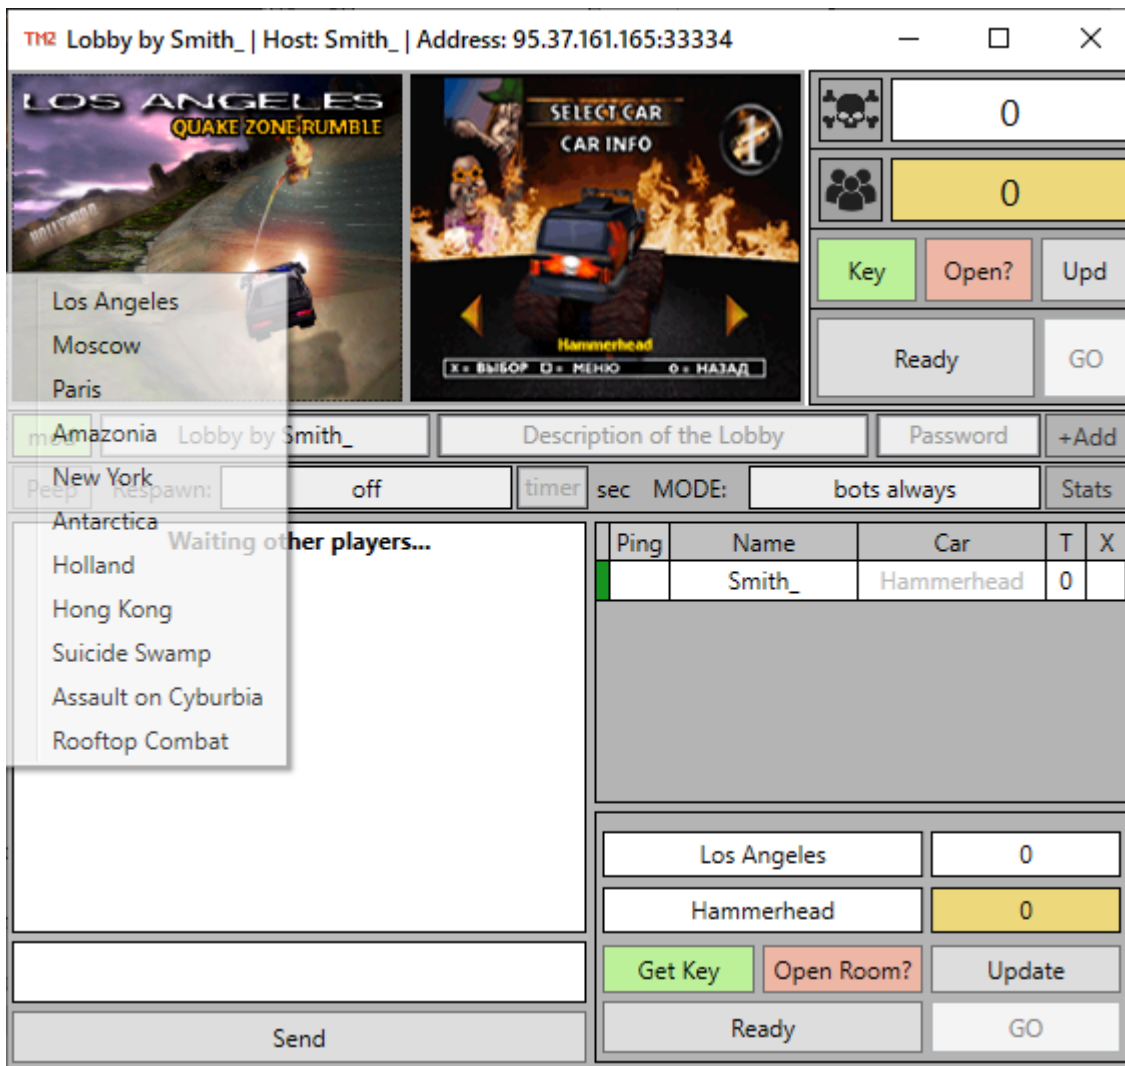 TM2 Lobby by Smith_ | Host: Smith_ | Address: 95.37.161.165:33334
LOS ANGELES
QUAKE ZONE RUMBLE
HOLLYWOOD
SELECT CAR
CAR INFO
Hammerhead
X = ВЫБОР □ = МЕНЮ O = НАЗАД
0
0
Key Open? Upd
Ready GO
Los Angeles
Moscow
Paris
Amazonia
New York
Antarctica
Holland
Hong Kong
Suicide Swamp
Assault on Cyburbia
Rooftop Combat
mod Lobby by Smith_ Description of the Lobby Password +Add
Peep Respawn: off timer sec MODE: bots always Stats
Waiting other players...
Ping Name Car T X
Smith_ Hammerhead 0
Los Angeles 0
Hammerhead 0
Get Key Open Room? Update
Ready GO
Send